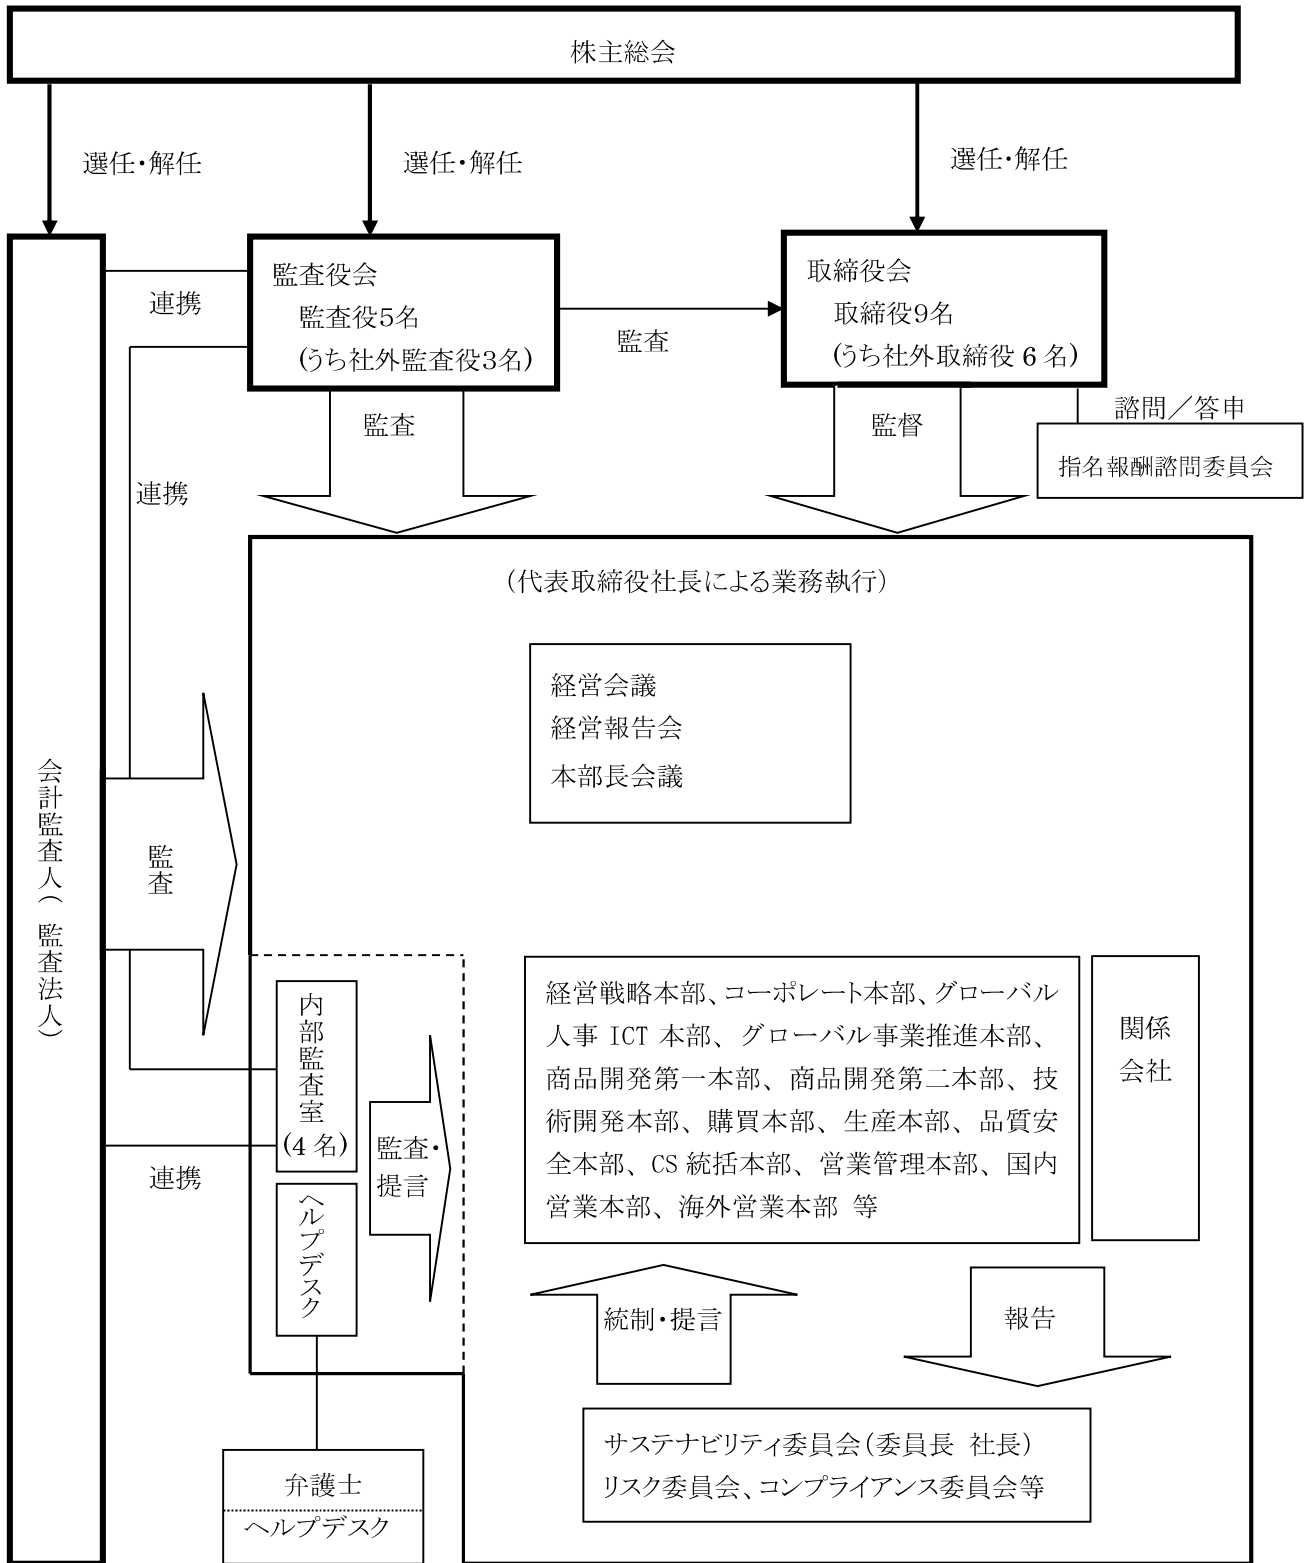 株主総会
選任・解任
選任・解任
選任・解任
監査役会
監査役5名
(うち社外監査役3名)
取締役会
取締役9名
(うち社外取締役 6 名)
連携
監査
監査
監督
諮問／答申
指名報酬諮問委員会
連携
(代表取締役社長による業務執行)
経営会議
経営報告会
本部長会議
会計監査人( 監査法人)
監査
内部監査室
(4 名)
監査・
提言
経営戦略本部、コーポレート本部、グローバル
人事 ICT 本部、グローバル事業推進本部、
商品開発第一本部、商品開発第二本部、技
術開発本部、購買本部、生産本部、品質安
全本部、CS 統括本部、営業管理本部、国内
営業本部、海外営業本部 等
関係
会社
連携
ヘルプデスク
統制・提言
報告
サステナビリティ委員会(委員長 社長)
リスク委員会、コンプライアンス委員会等
弁護士
ヘルプデスク